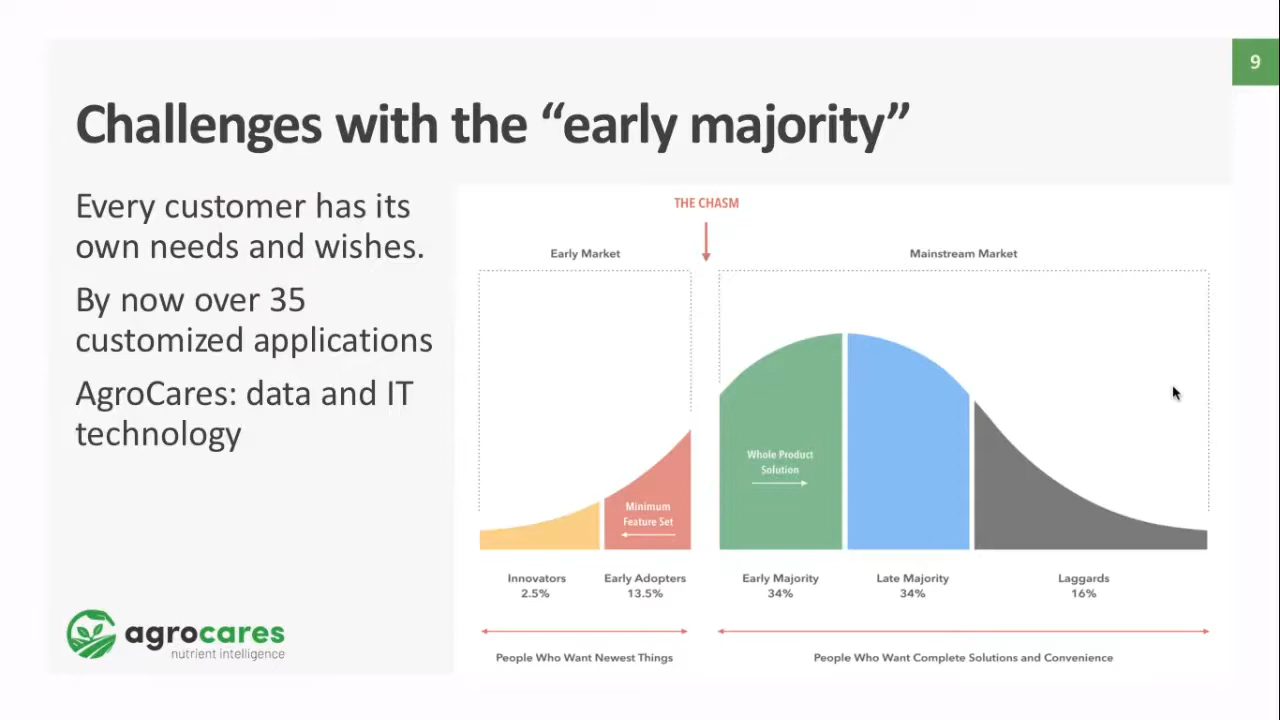 9
Challenges with the “early majority”
Every customer has its
own needs and wishes.
By now over 35
customized applications
AgroCares: data and IT
technology
THE CHASM
Early Market
Mainstream Market
Whole Product
Solution
Minimum
Feature Set
Innovators
2.5%
Early Adopters
13.5%
Early Majority
34%
Late Majority
34%
Laggards
16%
People Who Want Newest Things
People Who Want Complete Solutions and Convenience
agrocares
nutrient intelligence